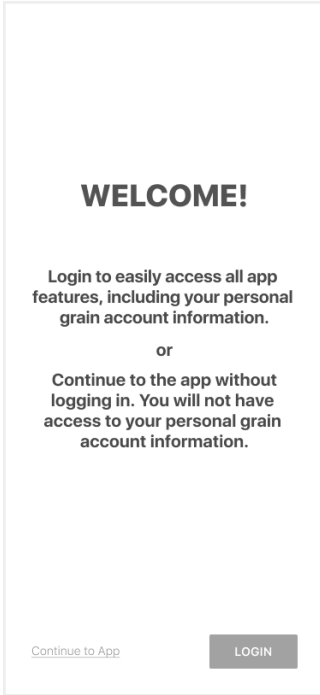 WELCOME!
Login to easily access all app
features, including your personal
grain account information.
or
Continue to the app without
logging in. You will not have
access to your personal grain
account information.
Continue to App
LOGIN